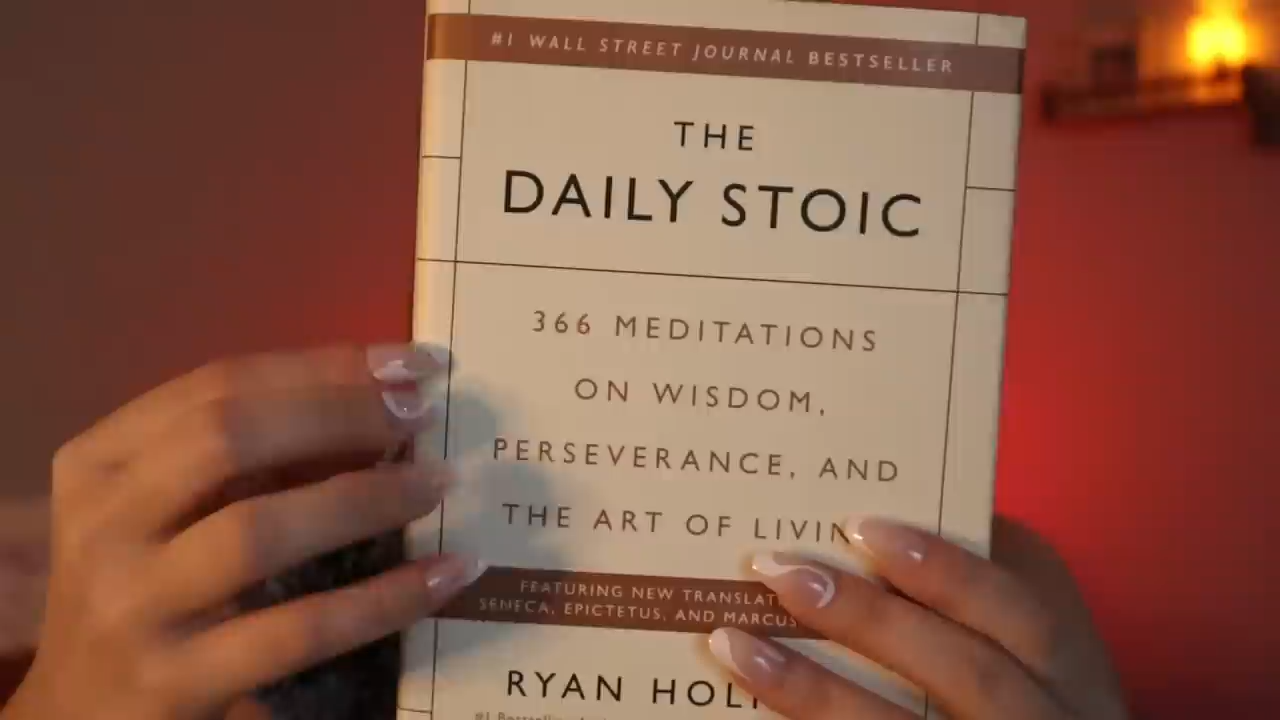 #1 WALL STREET JOURNAL BESTSELLER
THE
DAILY STOIC
366 MEDITATIONS
ON WISDOM,
PERSEVERANCE, AND
THE ART OF LIVIN
FEATURING NEW TRANSLAT
SENECA, EPICTETUS, AND MARCUS
RYAN HOL
#1